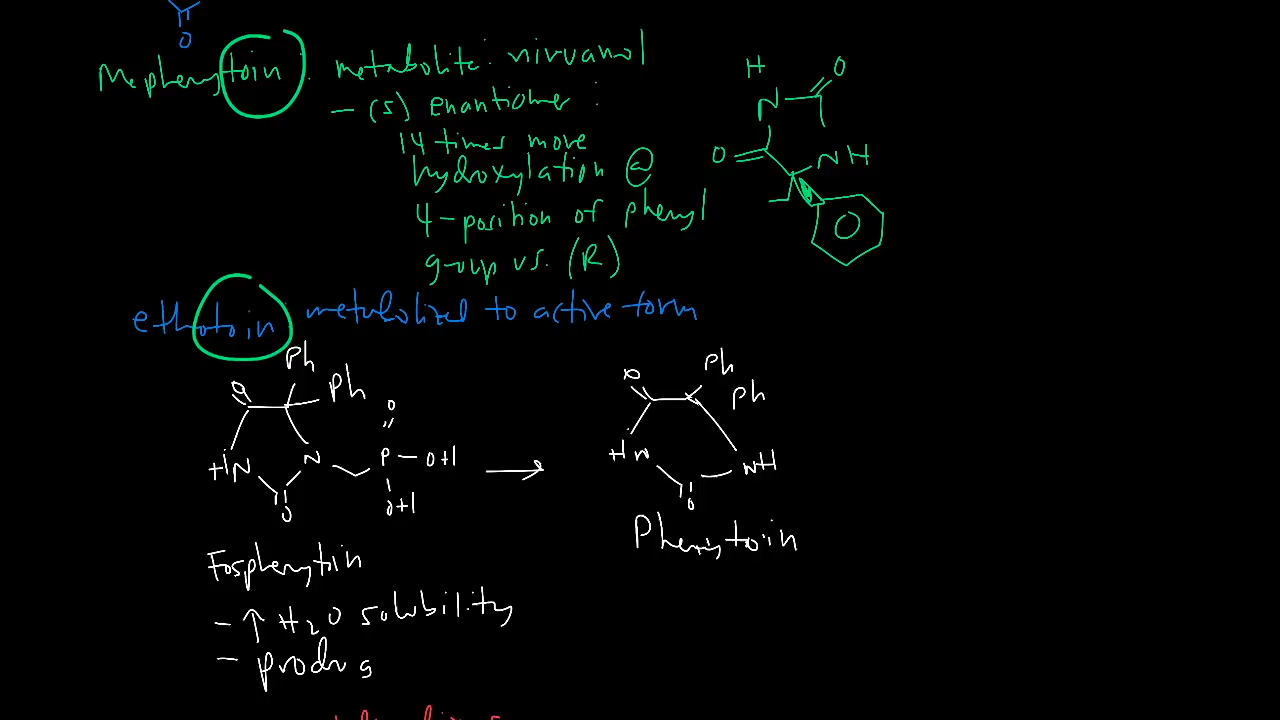 O
Mephenytoin : metabolite: nirvanol
- (S) enantiomer :
14 times more
hydroxylation @
4-position of phenyl
group vs. (R)
H
N
O
O
NH
ethotoin metabolized to active form
Ph
Ph
O
HN
N
O
O
P
OH
OH
Ph
Ph
O
HN
NH
O
Fosphenytoin
Phenytoin
- ↑ H2O solubility
- prodrug